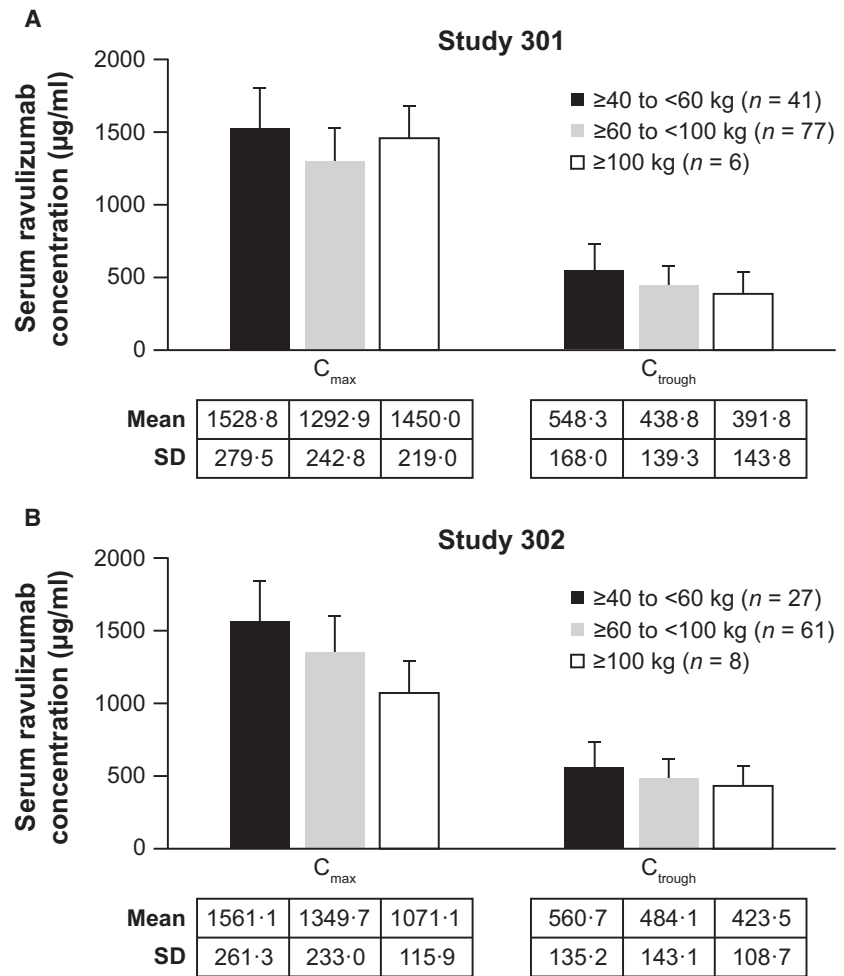 A
Study 301
Serum ravulizumab
concentration (µg/ml)
2000
1500
1000
500
0
≥40 to <60 kg (n = 41)
≥60 to <100 kg (n = 77)
≥100 kg (n = 6)
Cmax
Ctrough
Mean 1528·8 1292·9 1450·0 548·3 438·8 391·8
SD 279·5 242·8 219·0 168·0 139·3 143·8
B
Study 302
Serum ravulizumab
concentration (µg/ml)
2000
1500
1000
500
0
≥40 to <60 kg (n = 27)
≥60 to <100 kg (n = 61)
≥100 kg (n = 8)
Cmax
Ctrough
Mean 1561·1 1349·7 1071·1 560·7 484·1 423·5
SD 261·3 233·0 115·9 135·2 143·1 108·7